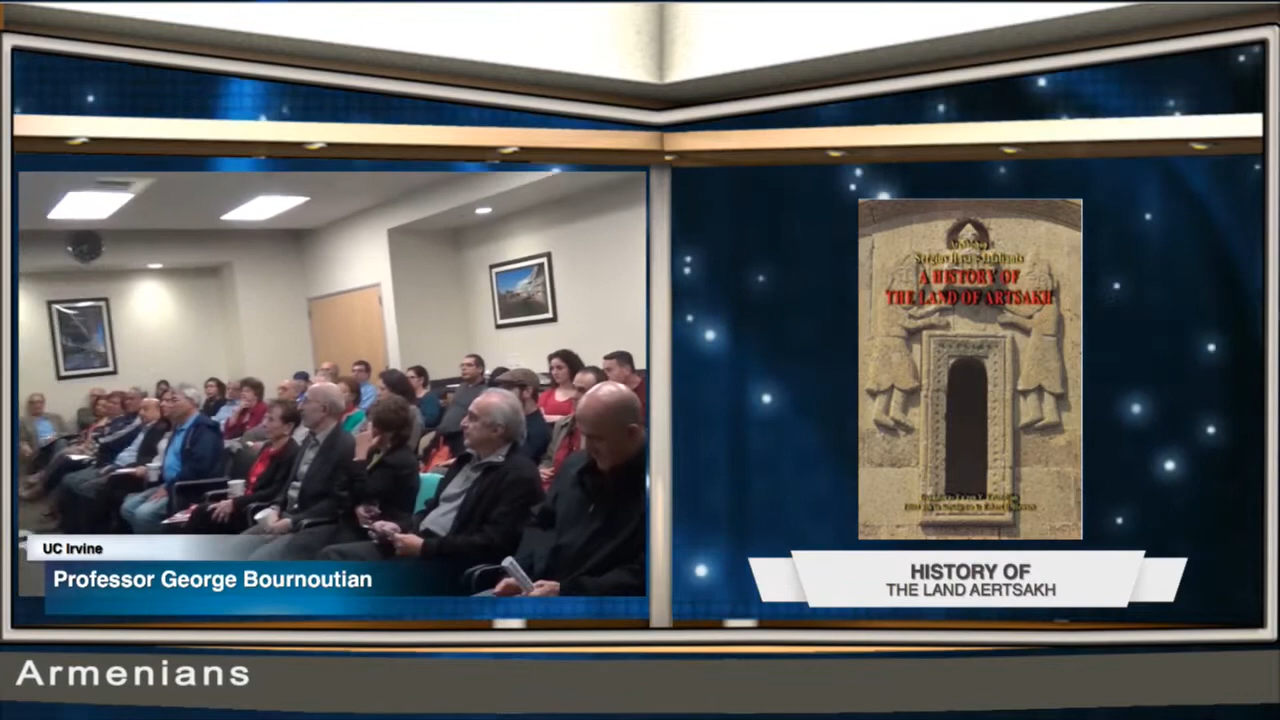 UC Irvine
Professor George Bournoutian
A HISTORY OF
THE LAND OF ARTSAKH
HISTORY OF
THE LAND AERTSAKH
Armenians